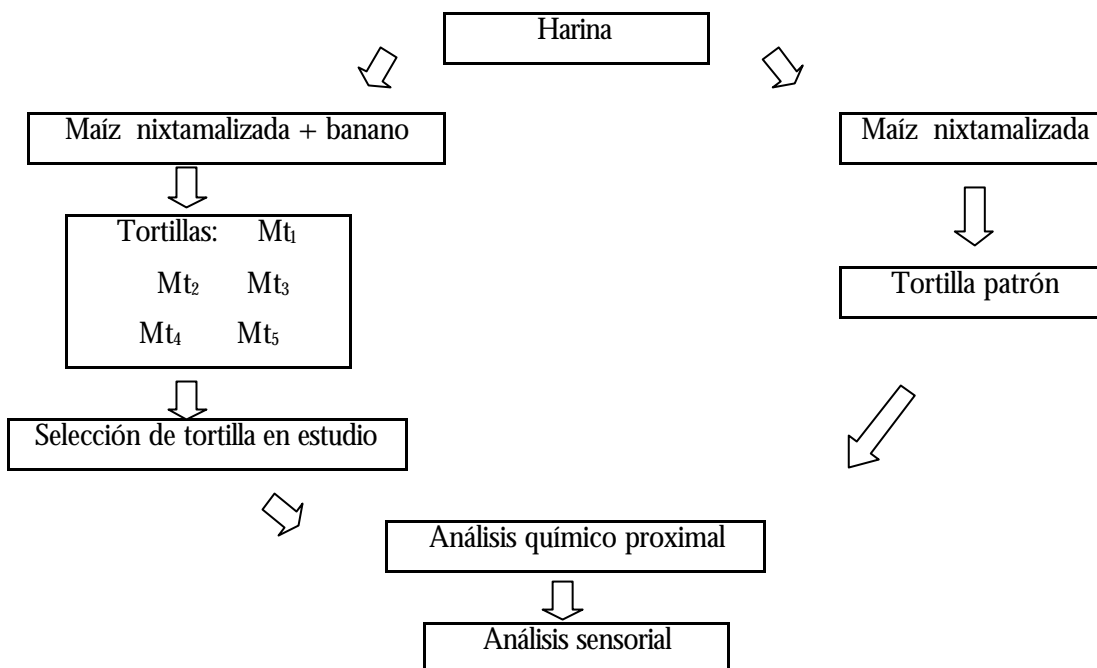 Harina
Maíz nixtamalizada + banano
Maíz nixtamalizada
Tortillas: Mt₁
Mt₂ Mt₃
Mt₄ Mt₅
Tortilla patrón
Selección de tortilla en estudio
Análisis químico proximal
Análisis sensorial